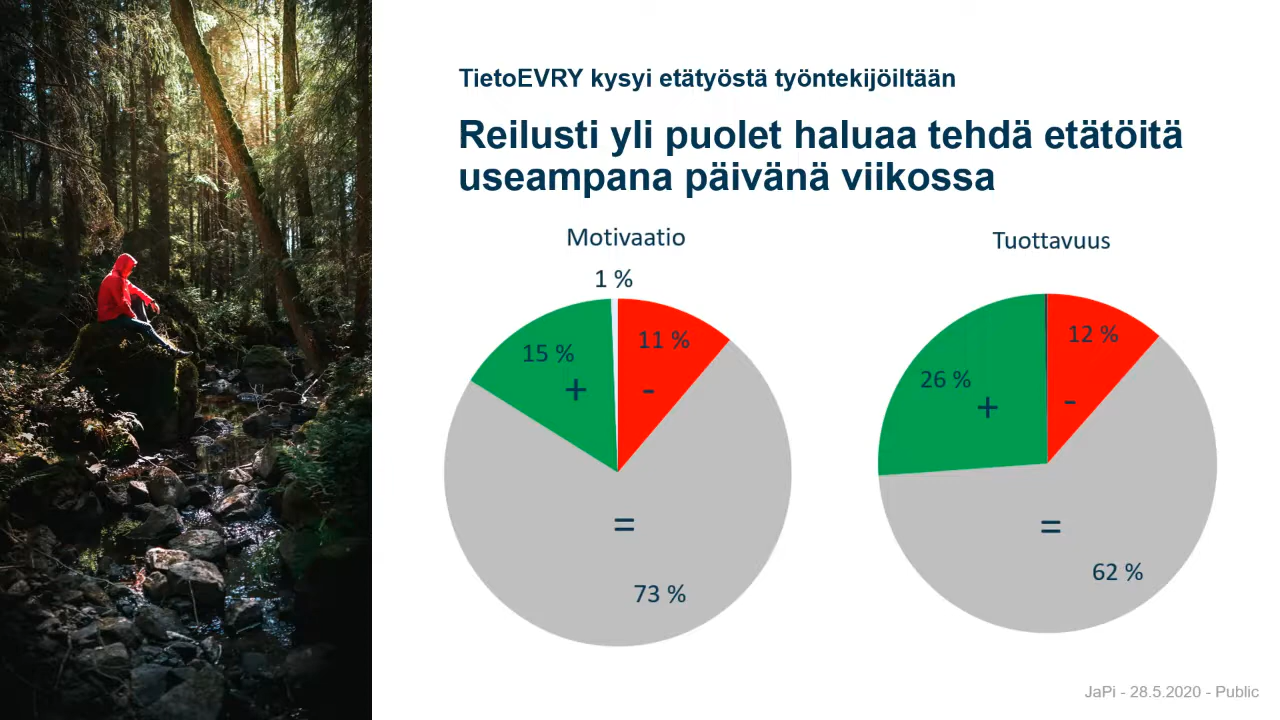 TietoEVRY kysyi etätyöstä työntekijöiltään
Reilusti yli puolet haluaa tehdä etätöitä
useampana päivänä viikossa
Motivaatio
1 %
15 %
11 %
+
-
=
73 %
Tuottavuus
12 %
26 %
+
-
=
62 %
JaPi - 28.5.2020 - Public